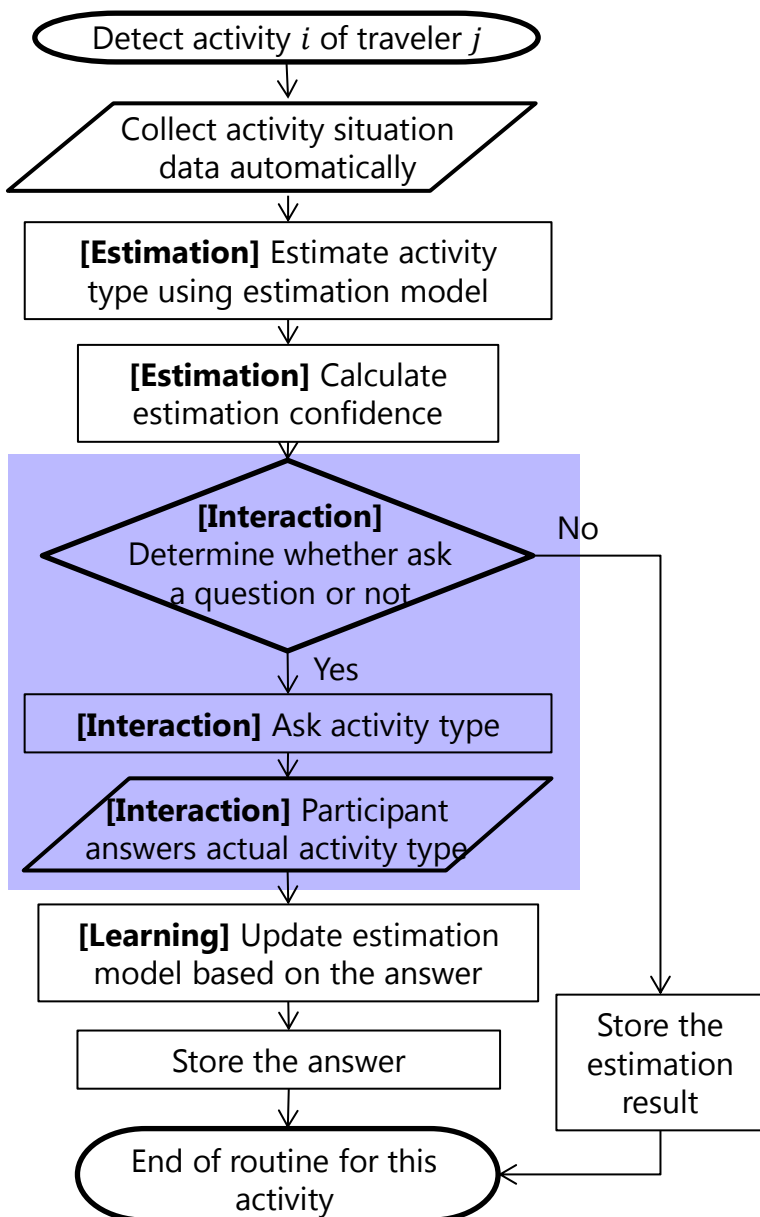 Detect activity i of traveler j
Collect activity situation
data automatically
[Estimation] Estimate activity
type using estimation model
[Estimation] Calculate
estimation confidence
[Interaction]
Determine whether ask
a question or not
No
Yes
[Interaction] Ask activity type
[Interaction] Participant
answers actual activity type
[Learning] Update estimation
model based on the answer
Store the answer
Store the
estimation
result
End of routine for this
activity